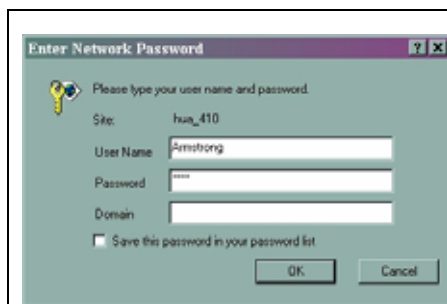 Enter Network Password
Please type your user name and password.
Site: hua_410
User Name Armstrong
Password ****
Domain
Save this password in your password list
OK Cancel